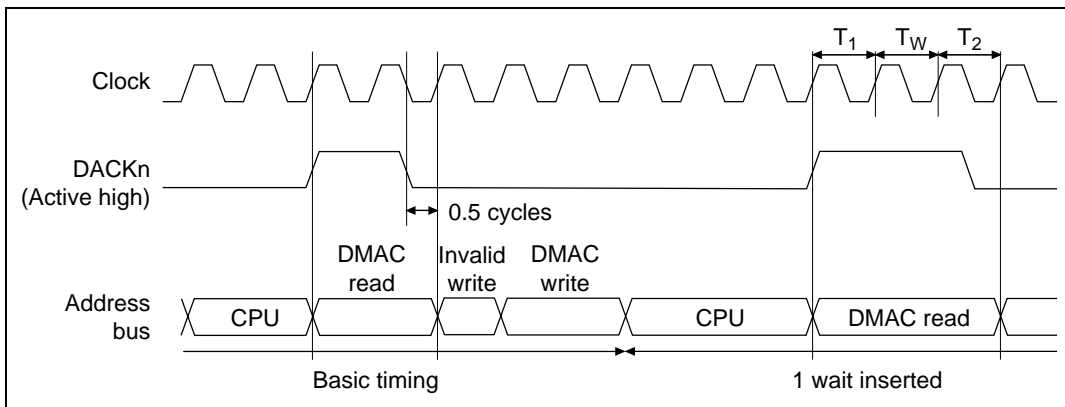 T1 TW T2
Clock
DACKn
(Active high)
0.5 cycles
DMAC
read
Invalid
write
DMAC
write
Address
bus
CPU
CPU
DMAC read
Basic timing
1 wait inserted